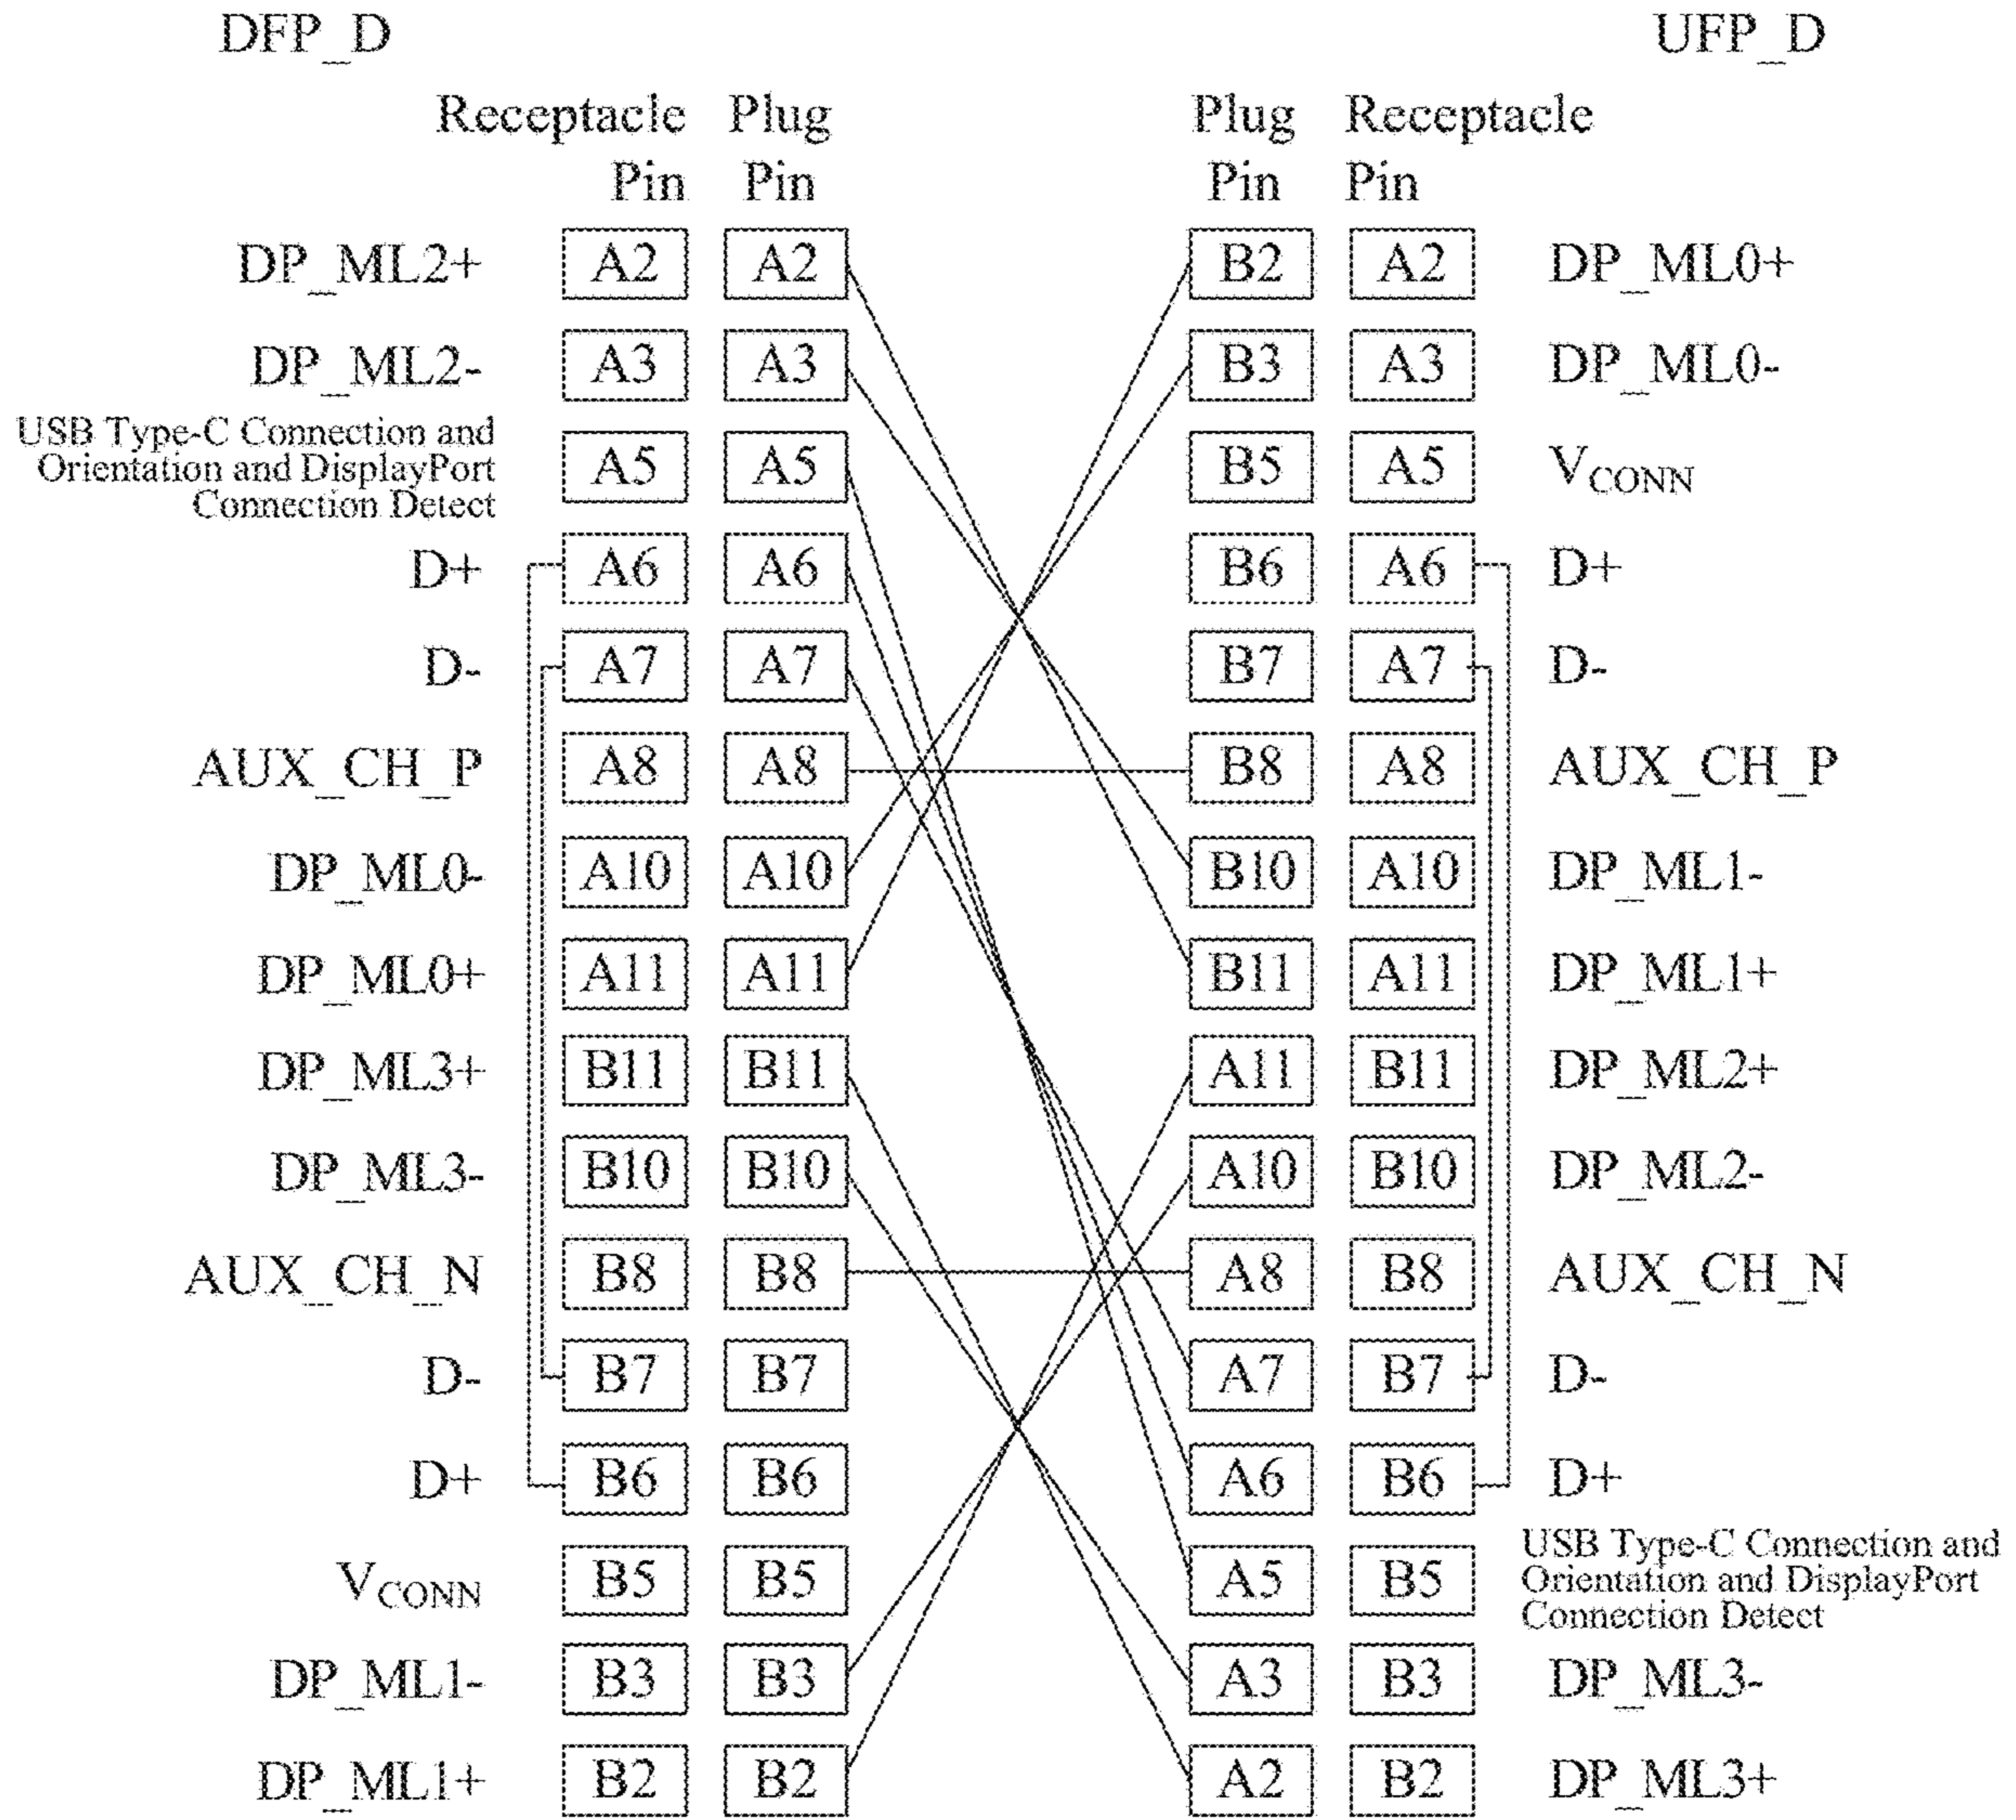 DFP_D UFP_D
Receptacle Plug Plug Receptacle
Pin Pin Pin Pin
DP_ML2+ A2 A2 B2 A2 DP_ML0+
DP_ML2- A3 A3 B3 A3 DP_ML0-
USB Type-C Connection and
Orientation and DisplayPort
Connection Detect
A5 A5 B5 A5 VCONN
D+ A6 A6 B6 A6 D+
D- A7 A7 B7 A7 D-
AUX_CH_P A8 A8 B8 A8 AUX_CH_P
DP_ML0- A10 A10 B10 A10 DP_ML1-
DP_ML0+ A11 A11 B11 A11 DP_ML1+
DP_ML3+ B11 B11 A11 B11 DP_ML2+
DP_ML3- B10 B10 A10 B10 DP_ML2-
AUX_CH_N B8 B8 A8 B8 AUX_CH_N
D- B7 B7 A7 B7 D-
D+ B6 B6 A6 B6 D+
VCONN B5 B5 A5 B5
USB Type-C Connection and
Orientation and DisplayPort
Connection Detect
DP_ML1- B3 B3 A3 B3 DP_ML3-
DP_ML1+ B2 B2 A2 B2 DP_ML3+